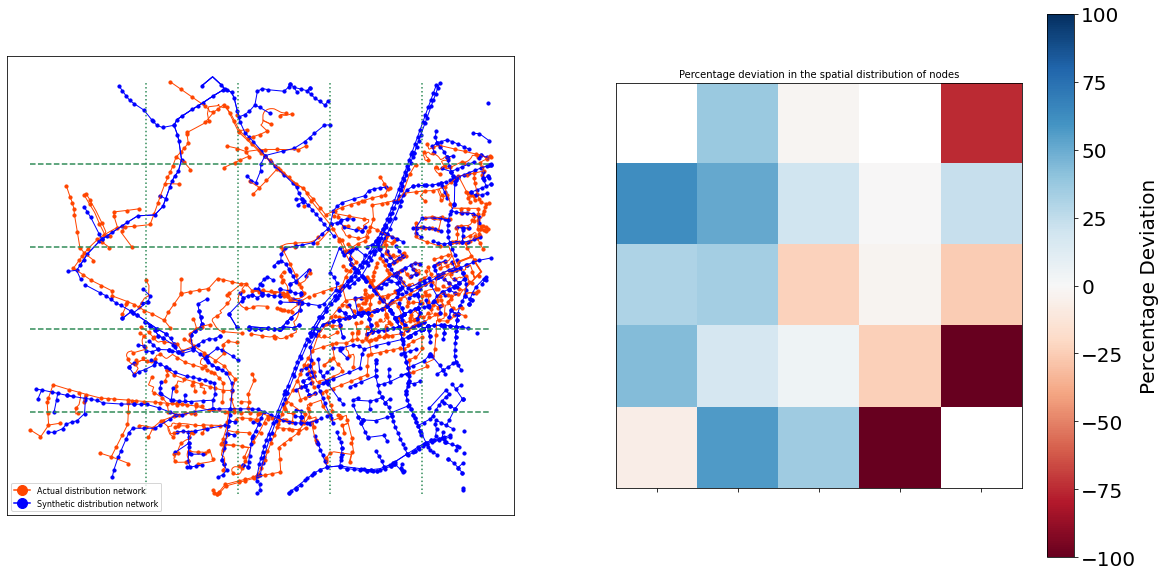 Actual distribution network
Synthetic distribution network
Percentage deviation in the spatial distribution of nodes
100
75
50
25
0
−25
−50
−75
−100
Percentage Deviation